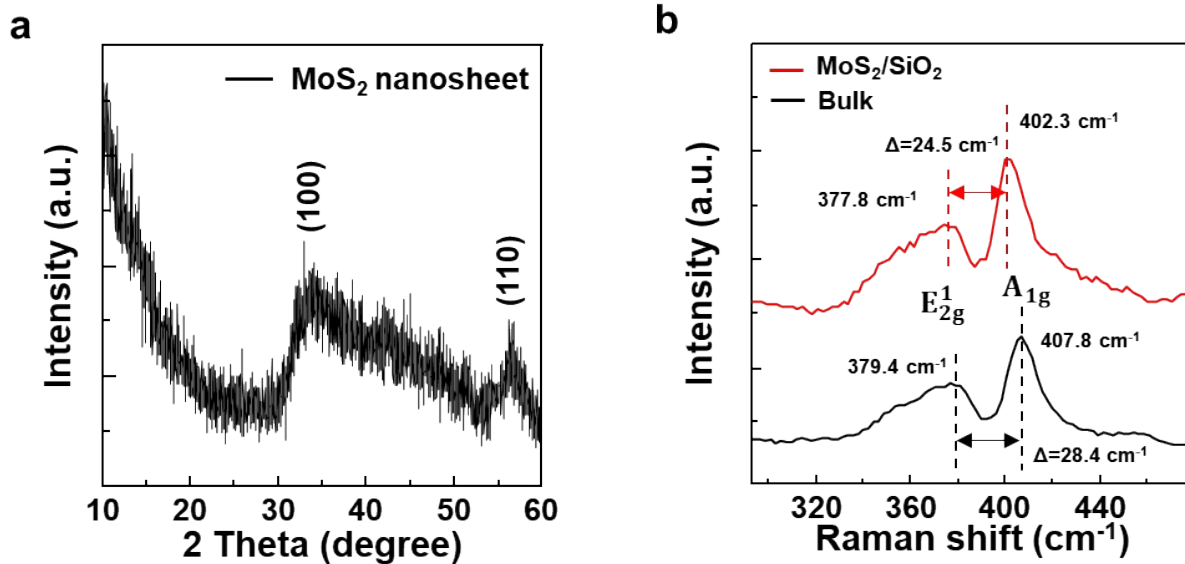 a
MoS₂ nanosheet
(100)
(110)
Intensity (a.u.)
10 20 30 40 50 60
2 Theta (degree)
b
MoS₂/SiO₂
Bulk
402.3 cm⁻¹
Δ=24.5 cm⁻¹
377.8 cm⁻¹
E¹₂g A₁g
407.8 cm⁻¹
379.4 cm⁻¹
Δ=28.4 cm⁻¹
Intensity (a.u.)
320 360 400 440
Raman shift (cm⁻¹)